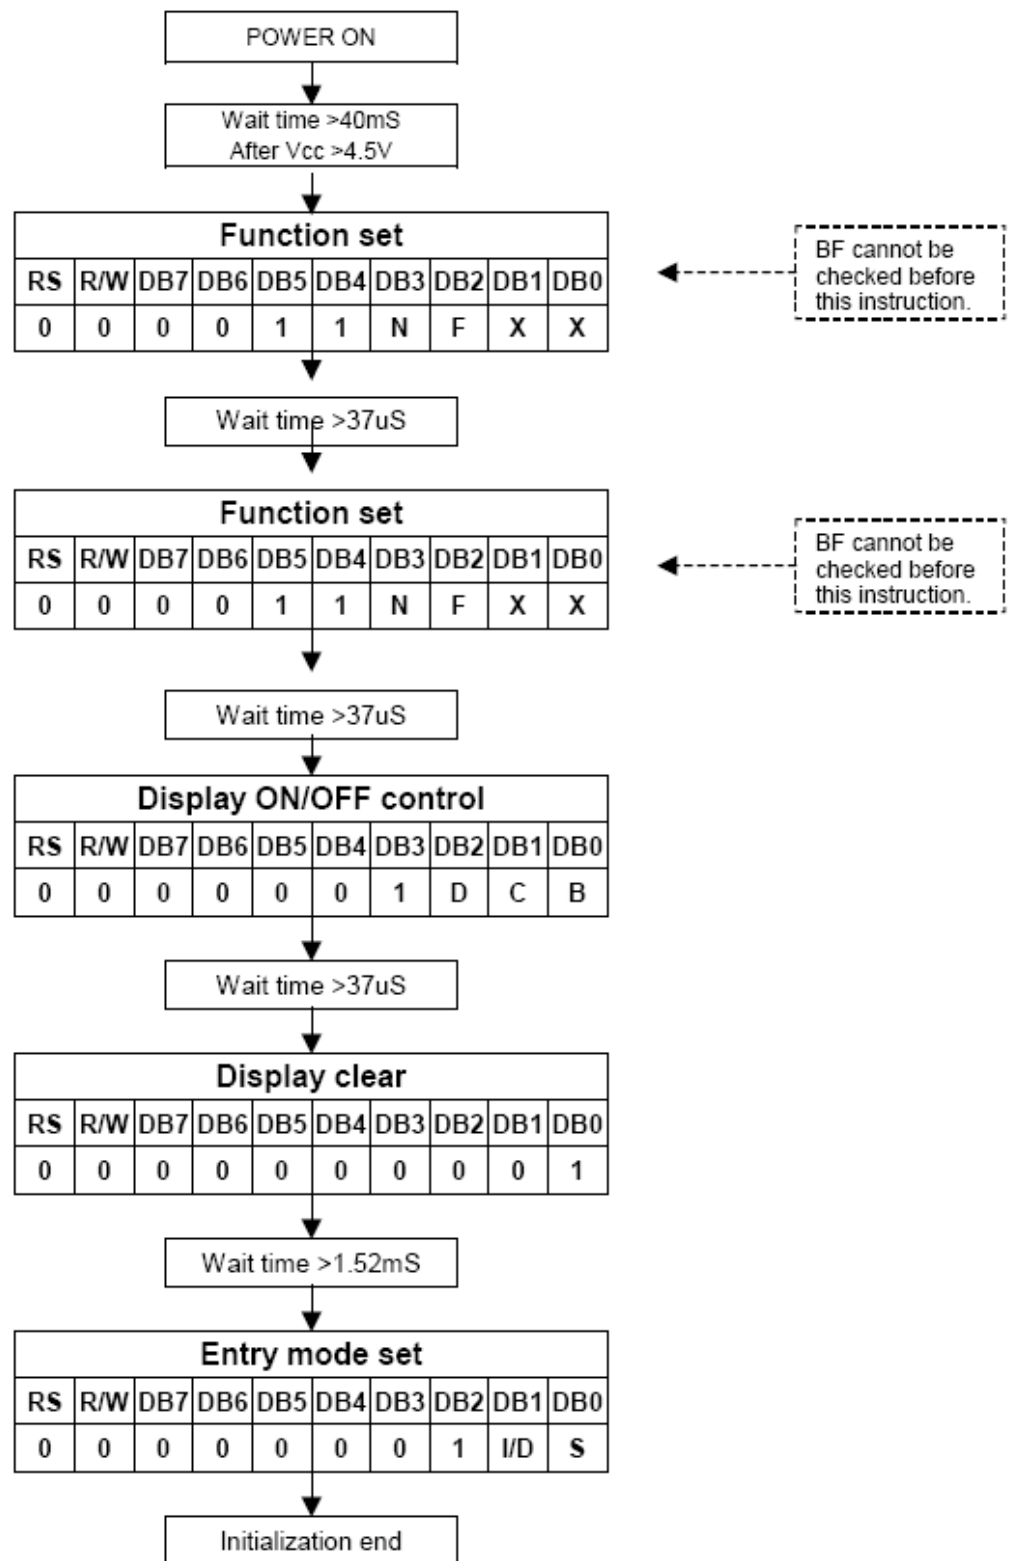 POWER ON
Wait time >40mS
After Vcc >4.5V
Function set
RS R/W DB7 DB6 DB5 DB4 DB3 DB2 DB1 DB0
0 0 0 0 1 1 N F X X
BF cannot be
checked before
this instruction.
Wait time >37uS
Function set
RS R/W DB7 DB6 DB5 DB4 DB3 DB2 DB1 DB0
0 0 0 0 1 1 N F X X
BF cannot be
checked before
this instruction.
Wait time >37uS
Display ON/OFF control
RS R/W DB7 DB6 DB5 DB4 DB3 DB2 DB1 DB0
0 0 0 0 0 0 1 D C B
Wait time >37uS
Display clear
RS R/W DB7 DB6 DB5 DB4 DB3 DB2 DB1 DB0
0 0 0 0 0 0 0 0 0 1
Wait time >1.52mS
Entry mode set
RS R/W DB7 DB6 DB5 DB4 DB3 DB2 DB1 DB0
0 0 0 0 0 0 0 1 I/D S
Initialization end